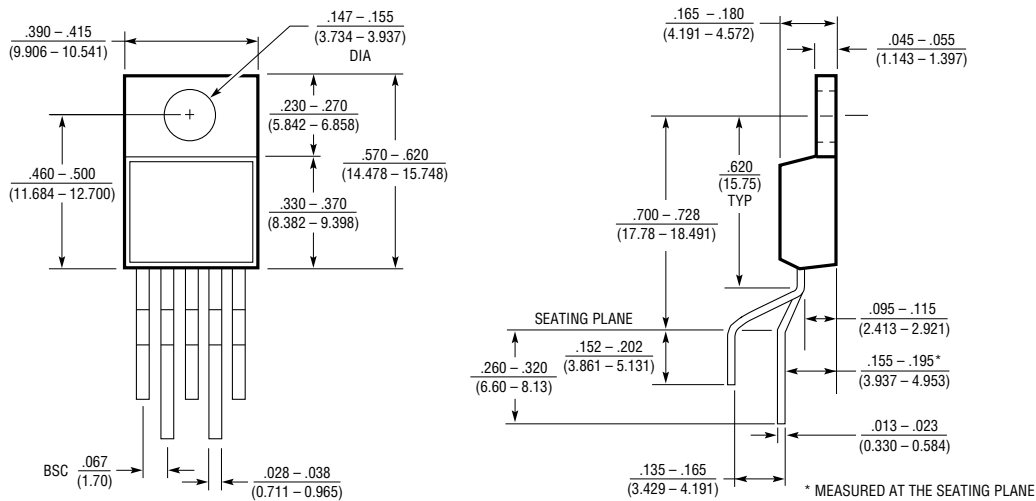 .390 – .415
(9.906 – 10.541)
.147 – .155
(3.734 – 3.937)
DIA
.230 – .270
(5.842 – 6.858)
.460 – .500
(11.684 – 12.700)
.570 – .620
(14.478 – 15.748)
.330 – .370
(8.382 – 9.398)
BSC
.067
(1.70)
.028 – .038
(0.711 – 0.965)
.165 – .180
(4.191 – 4.572)
.045 – .055
(1.143 – 1.397)
.620
(15.75)
TYP
.700 – .728
(17.78 – 18.491)
SEATING PLANE
.152 – .202
(3.861 – 5.131)
.260 – .320
(6.60 – 8.13)
.095 – .115
(2.413 – 2.921)
.155 – .195*
(3.937 – 4.953)
.013 – .023
(0.330 – 0.584)
.135 – .165
(3.429 – 4.191)
* MEASURED AT THE SEATING PLANE